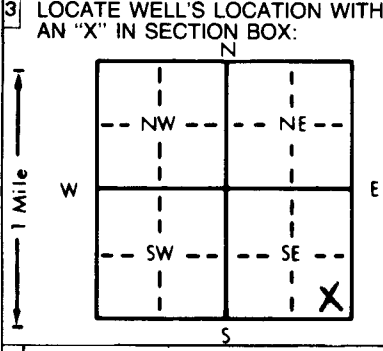 3 LOCATE WELL'S LOCATION WITH
AN "X" IN SECTION BOX:
N
NW NE
1 Mile
W E
SW SE
X
S